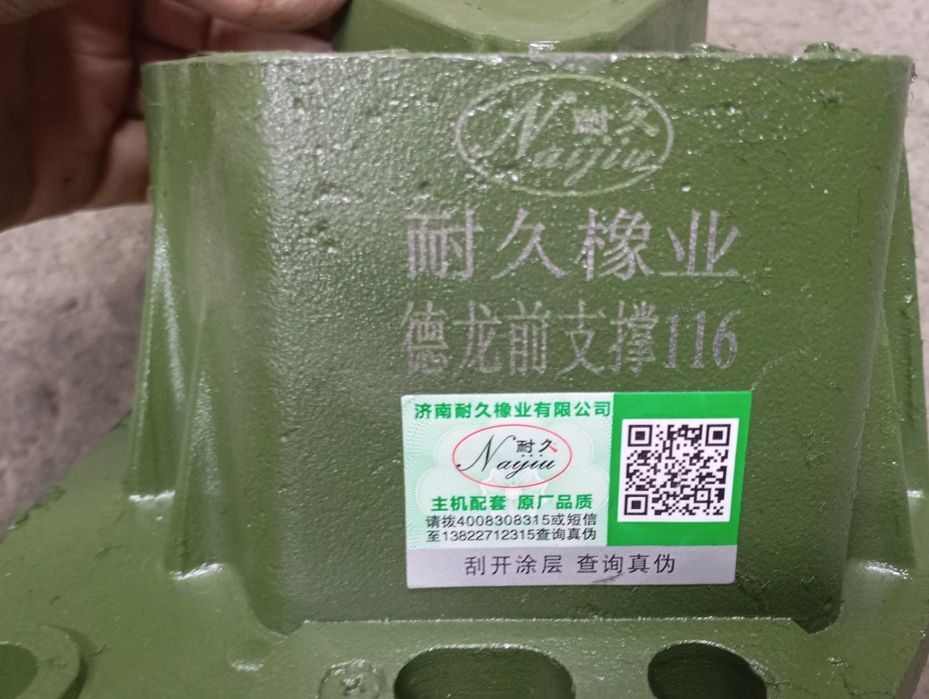 耐久
Naijiu
耐久橡业
德龙前支撑116
济南耐久橡业有限公司
耐久
Naijiu
主机配套 原厂品质
请拨4008308315或短信
至13822712315查询真伪
刮开涂层 查询真伪